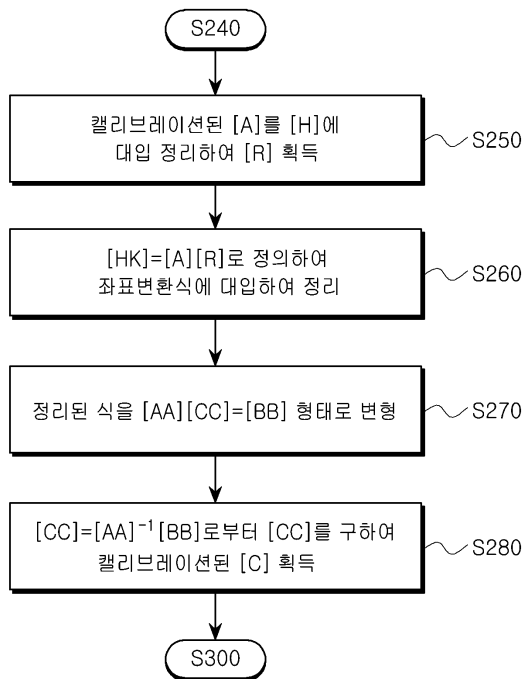 S240
캘리브레이션된 [A]를 [H]에
대입 정리하여 [R] 획득
S250
[HK]=[A][R]로 정의하여
좌표변환식에 대입하여 정리
S260
정리된 식을 [AA][CC]=[BB] 형태로 변형
S270
[CC]=[AA]⁻¹[BB]로부터 [CC]를 구하여
캘리브레이션된 [C] 획득
S280
S300